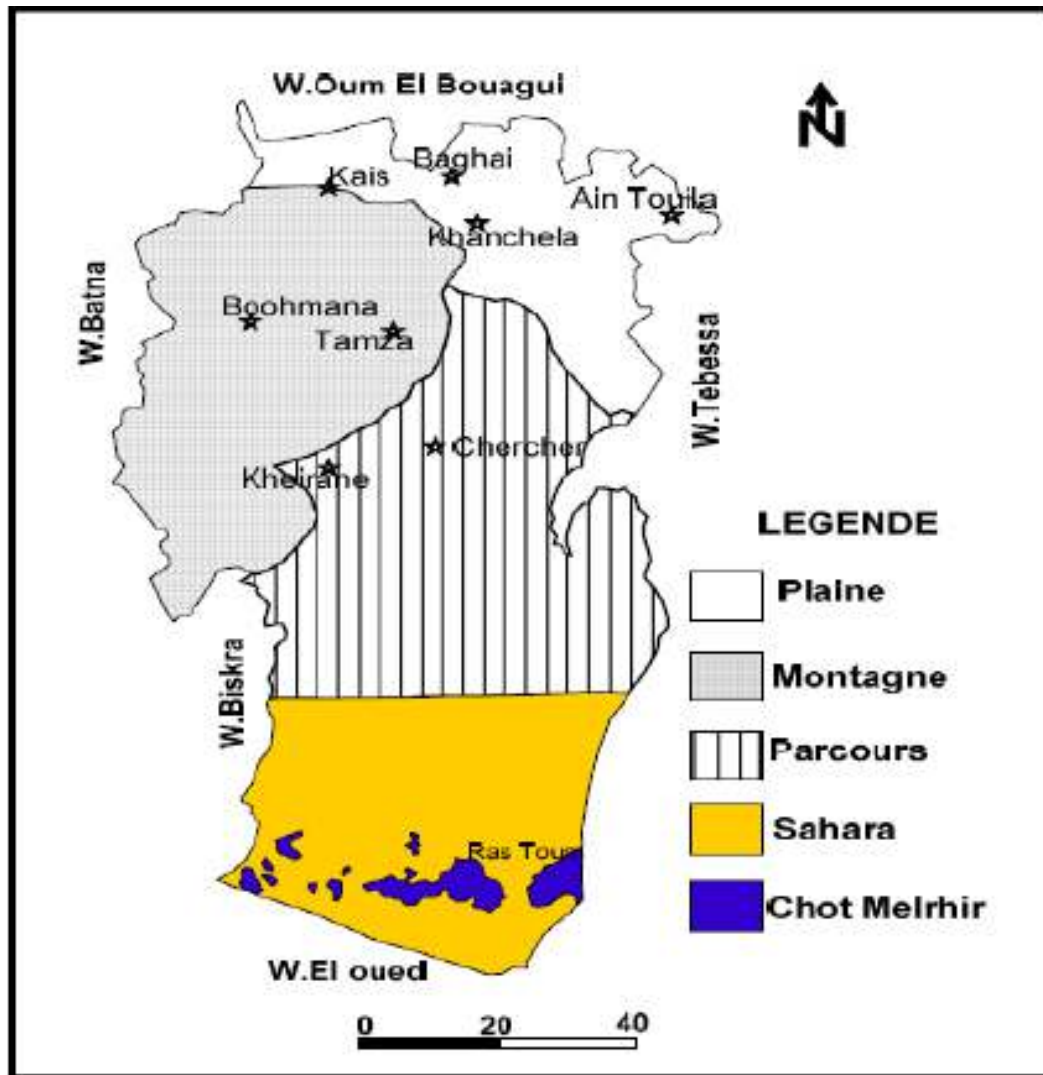 W.Oum El Bouagui
N
Baghai
Kais
Ain Touila
Khanchela
W.Batna
Boohmana
Tamza
W.Tebessa
Chercher
Kheirane
LEGENDE
Plaine
Montagne
W.Biskra
Parcours
Sahara
Ras Tous
Chot Melrhir
W.El oued
0 20 40